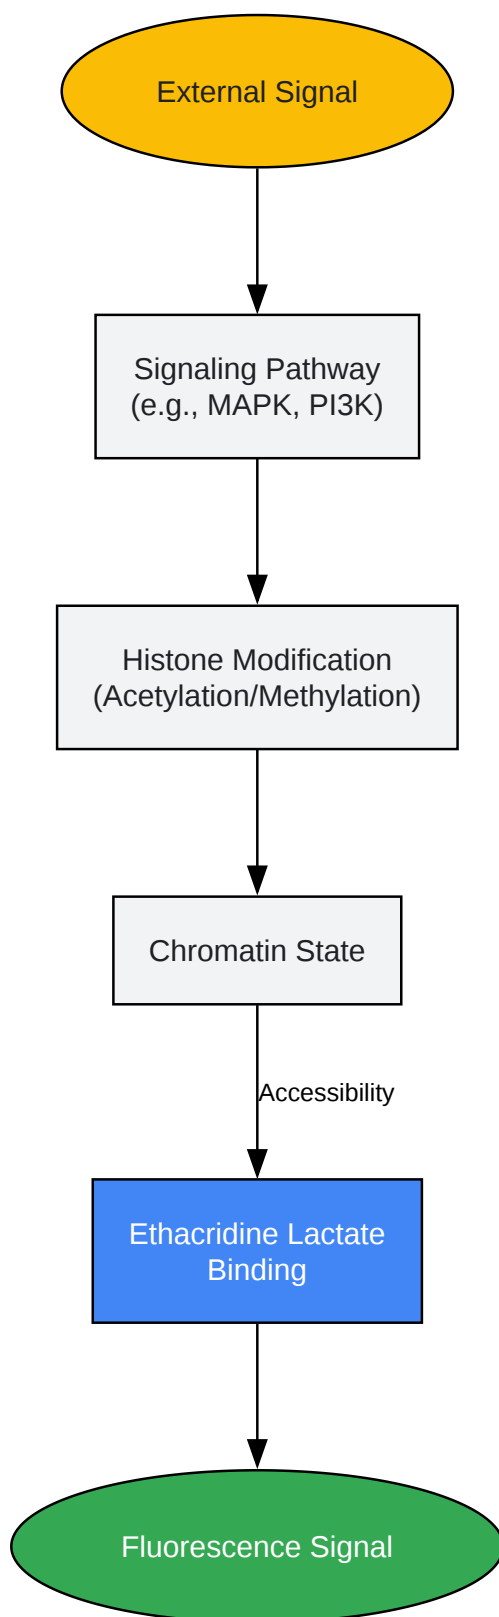 External Signal
Signaling Pathway
(e.g., MAPK, PI3K)
Histone Modification
(Acetylation/Methylation)
Chromatin State
Accessibility
Ethacridine Lactate
Binding
Fluorescence Signal